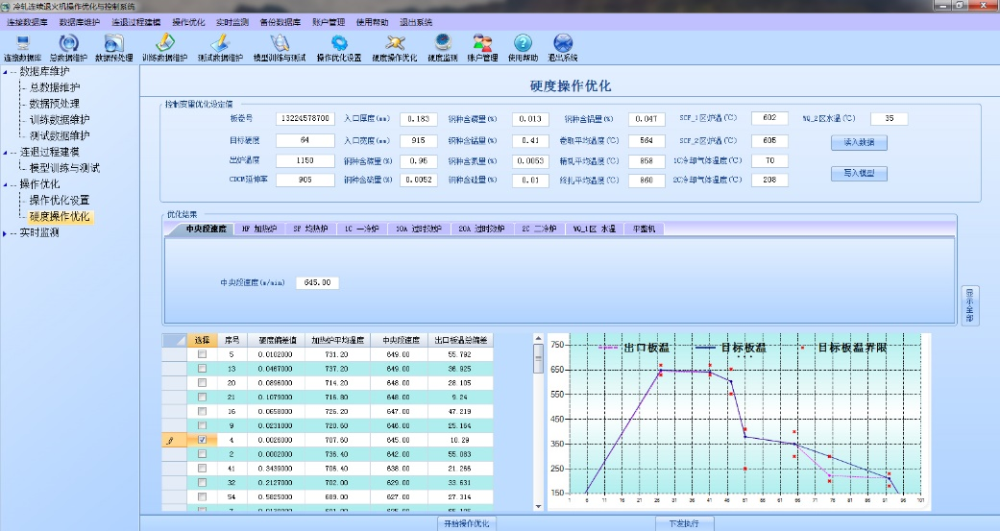 冷轧连续退火机操作优化与控制系统
连接数据库 数据库维护 连退过程建模 操作优化 实时监测 备份数据库 账户管理 使用帮助 退出系统
连接数据库 总数据维护 数据预处理 训练数据维护 测试数据维护 模型训练与测试 操作优化设置 硬度操作优化 硬度监测 账户管理 使用帮助 退出系统
数据库维护
总数据维护
数据预处理
训练数据维护
测试数据维护
连退过程建模
模型训练与测试
操作优化
操作优化设置
硬度操作优化
实时监测
硬度操作优化
控制变量优化设定值
板卷号 13224578700 入口厚度(mm) 0.183 钢种含碳量(%) 0.013 钢种含铝量(%) 0.047 SCF_1区炉温(℃) 602 WQ_2区水温(℃) 35
目标硬度 64 入口宽度(mm) 915 钢种含锰量(%) 0.41 卷取平均温度(℃) 564 SCF_2区炉温(℃) 605 读入数据
出炉温度 1150 钢种含磷量(%) 0.95 钢种含氮量(%) 0.0053 精轧平均温度(℃) 858 1C冷却气体温度(℃) 70
CDCM延伸率 905 钢种含硫量(%) 0.0052 钢种含硅量(%) 0.01 终轧平均温度(℃) 860 2C冷却气体温度(℃) 208 写入模型
优化结果
中央段速度 HF 加热炉 SF 均热炉 1C 一冷炉 1OA 过时效炉 2OA 过时效炉 2C 二冷炉 WQ_1区 水温 平整机
中央段速度(m/min) 645.00
显示全部
选择 序号 硬度偏差值 加热炉平均温度 中央段速度 出口板温总偏差
5 0.0102000 731.20 649.00 55.792
13 0.0467000 737.20 649.00 36.925
20 0.0896000 714.20 648.00 28.105
21 0.1079000 716.80 648.00 9.24
16 0.0658000 726.20 647.00 47.219
9 0.0231000 720.60 646.00 25.164
4 0.0026000 707.60 645.00 10.29
2 0.0002000 736.40 642.00 55.083
41 0.3439000 706.40 638.00 21.266
32 0.2127000 702.00 629.00 33.631
54 0.5825000 689.00 627.00 27.314
出口板温 目标板温 目标板温界限
750
650
550
450
350
250
150
1 6 11 16 21 26 31 36 41 46 51 56 61 66 71 76 81 86 91 96 101
开始操作优化 下发执行